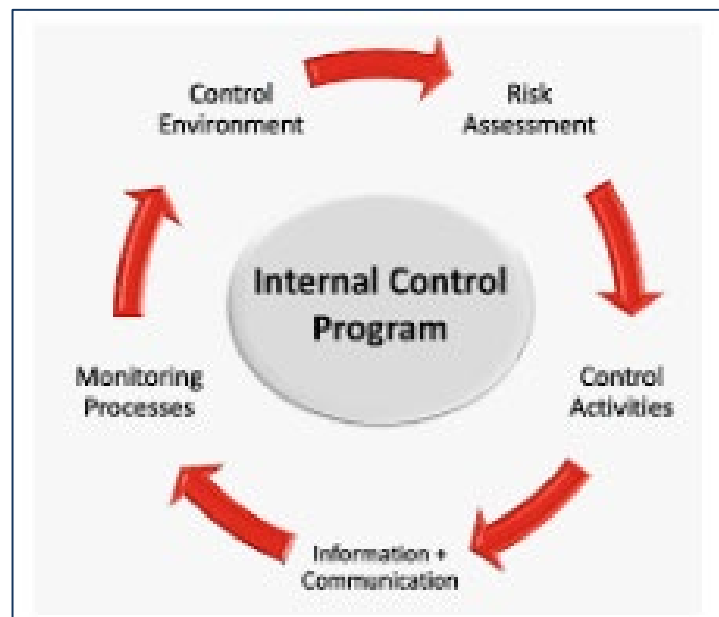 Control
Environment
Risk
Assessment
Internal Control
Program
Monitoring
Processes
Control
Activities
Information +
Communication